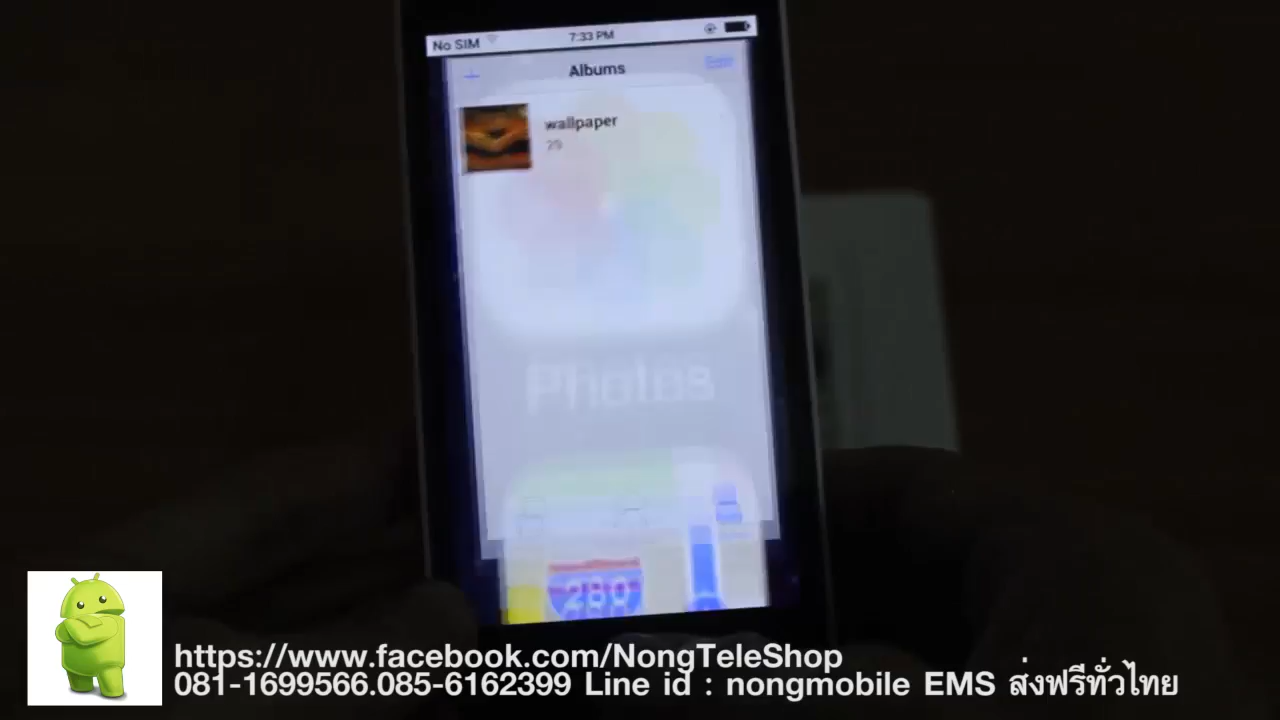 No SIM
7:33 PM
Albums
Edit
wallpaper
29
Photos
280
https://www.facebook.com/NongTeleShop
081-1699566.085-6162399 Line id : nongmobile EMS ส่งฟรีทั่วไทย